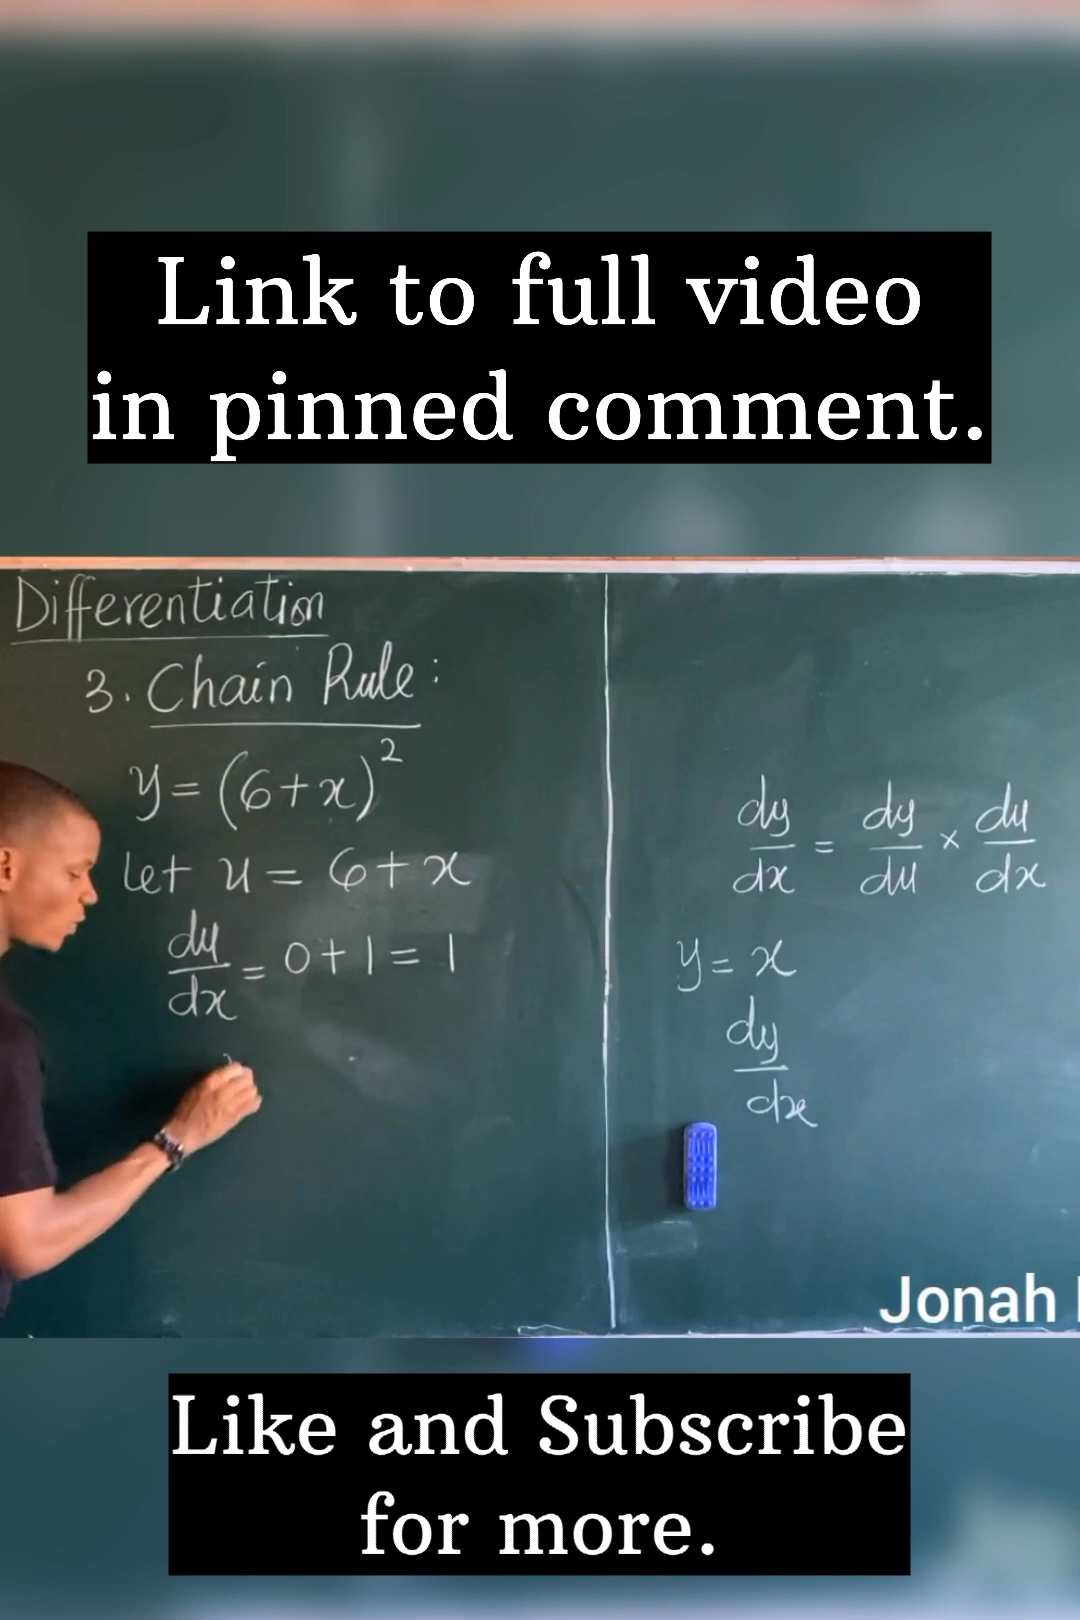 Link to full video
in pinned comment.
Differentiation
3. Chain Rule:
y = (6+x)²
Let u = 6+x
du/dx = 0+1 = 1
dy/dx = dy/du × du/dx
y = x
dy/dx
Jonah
Like and Subscribe
for more.